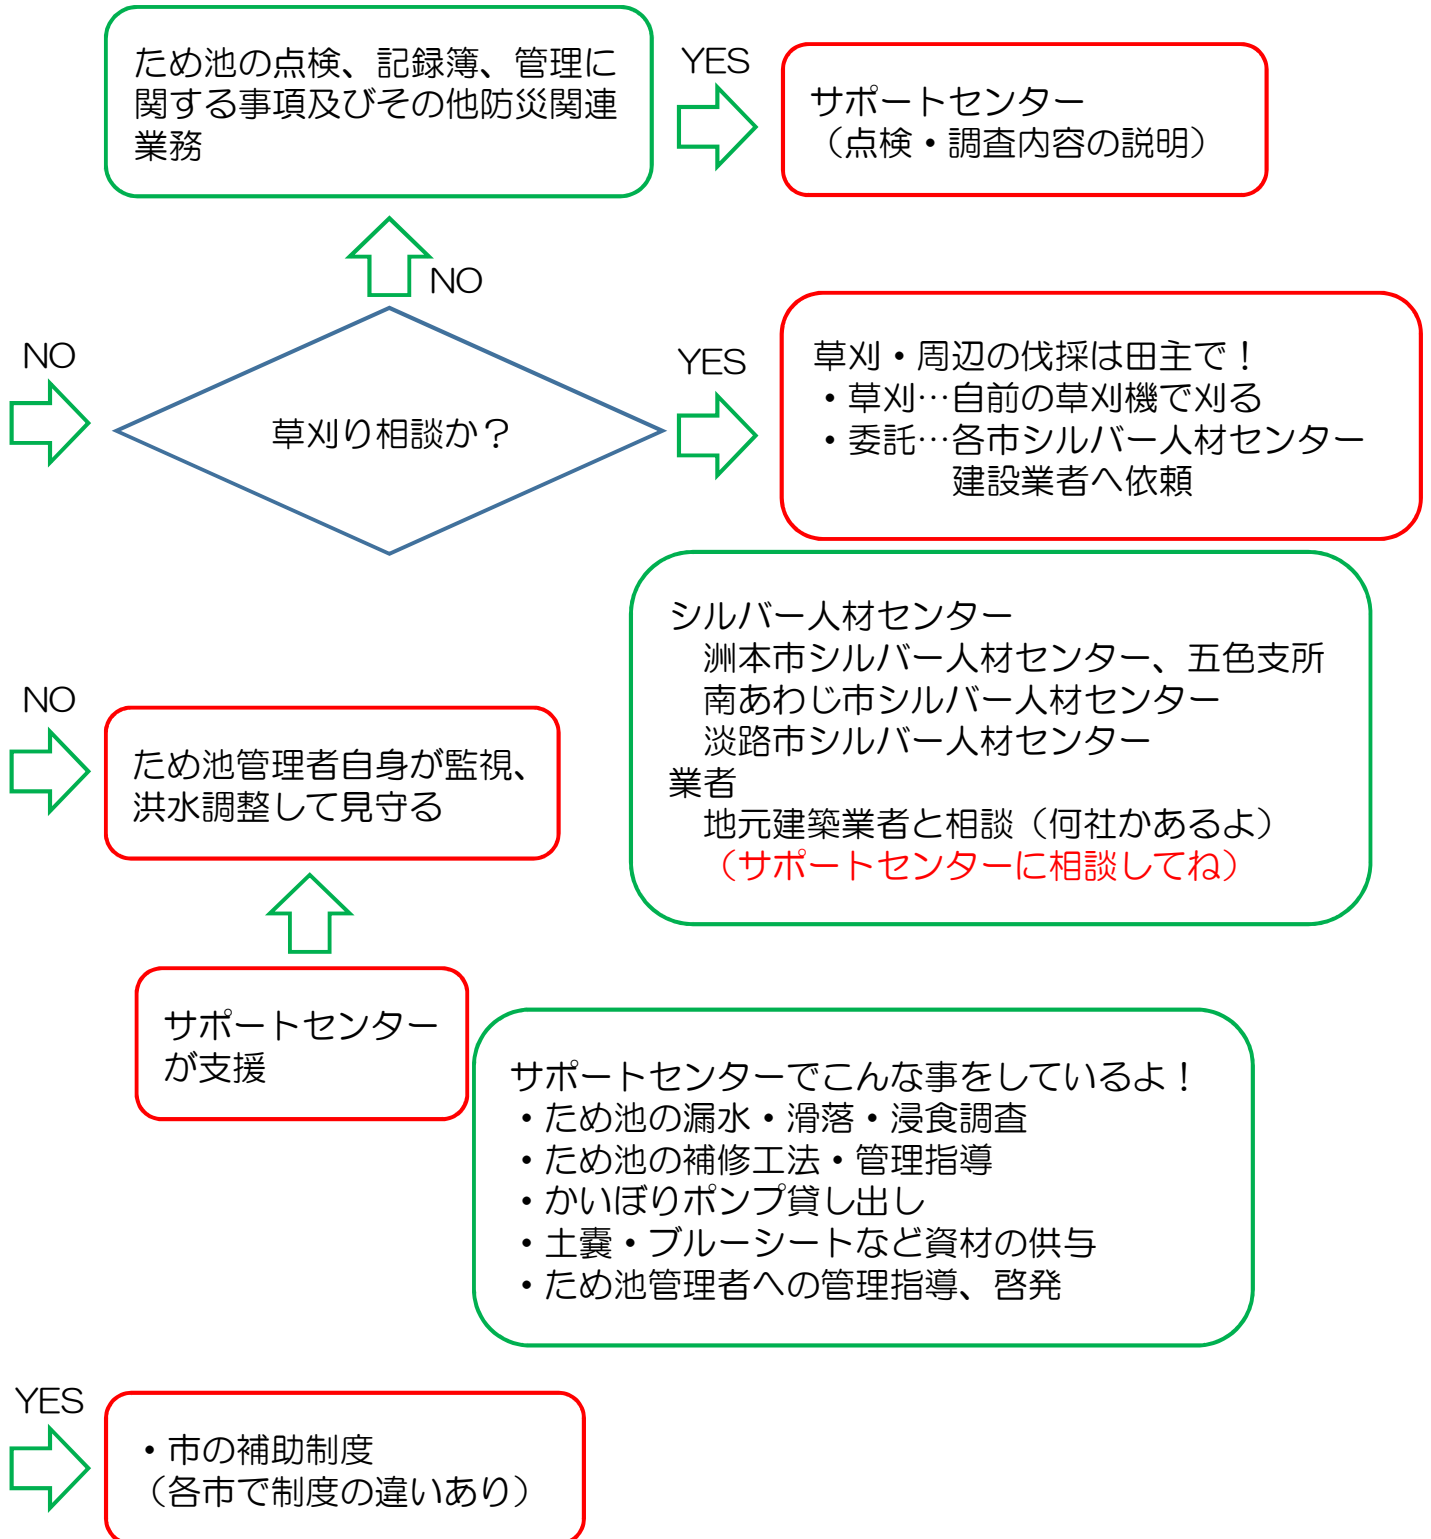 ため池の点検、記録簿、管理に
関する事項及びその他防災関連
業務
YES
サポートセンター
（点検・調査内容の説明）
NO
NO
草刈り相談か？
YES
草刈・周辺の伐採は田主で！
・草刈…自前の草刈機で刈る
・委託…各市シルバー人材センター
建設業者へ依頼
シルバー人材センター
洲本市シルバー人材センター、五色支所
南あわじ市シルバー人材センター
淡路市シルバー人材センター
業者
地元建築業者と相談（何社かあるよ）
（サポートセンターに相談してね）
NO
ため池管理者自身が監視、
洪水調整して見守る
サポートセンター
が支援
サポートセンターでこんな事をしているよ！
・ため池の漏水・滑落・浸食調査
・ため池の補修工法・管理指導
・かいぼりポンプ貸し出し
・土嚢・ブルーシートなど資材の供与
・ため池管理者への管理指導、啓発
YES
・市の補助制度
（各市で制度の違いあり）